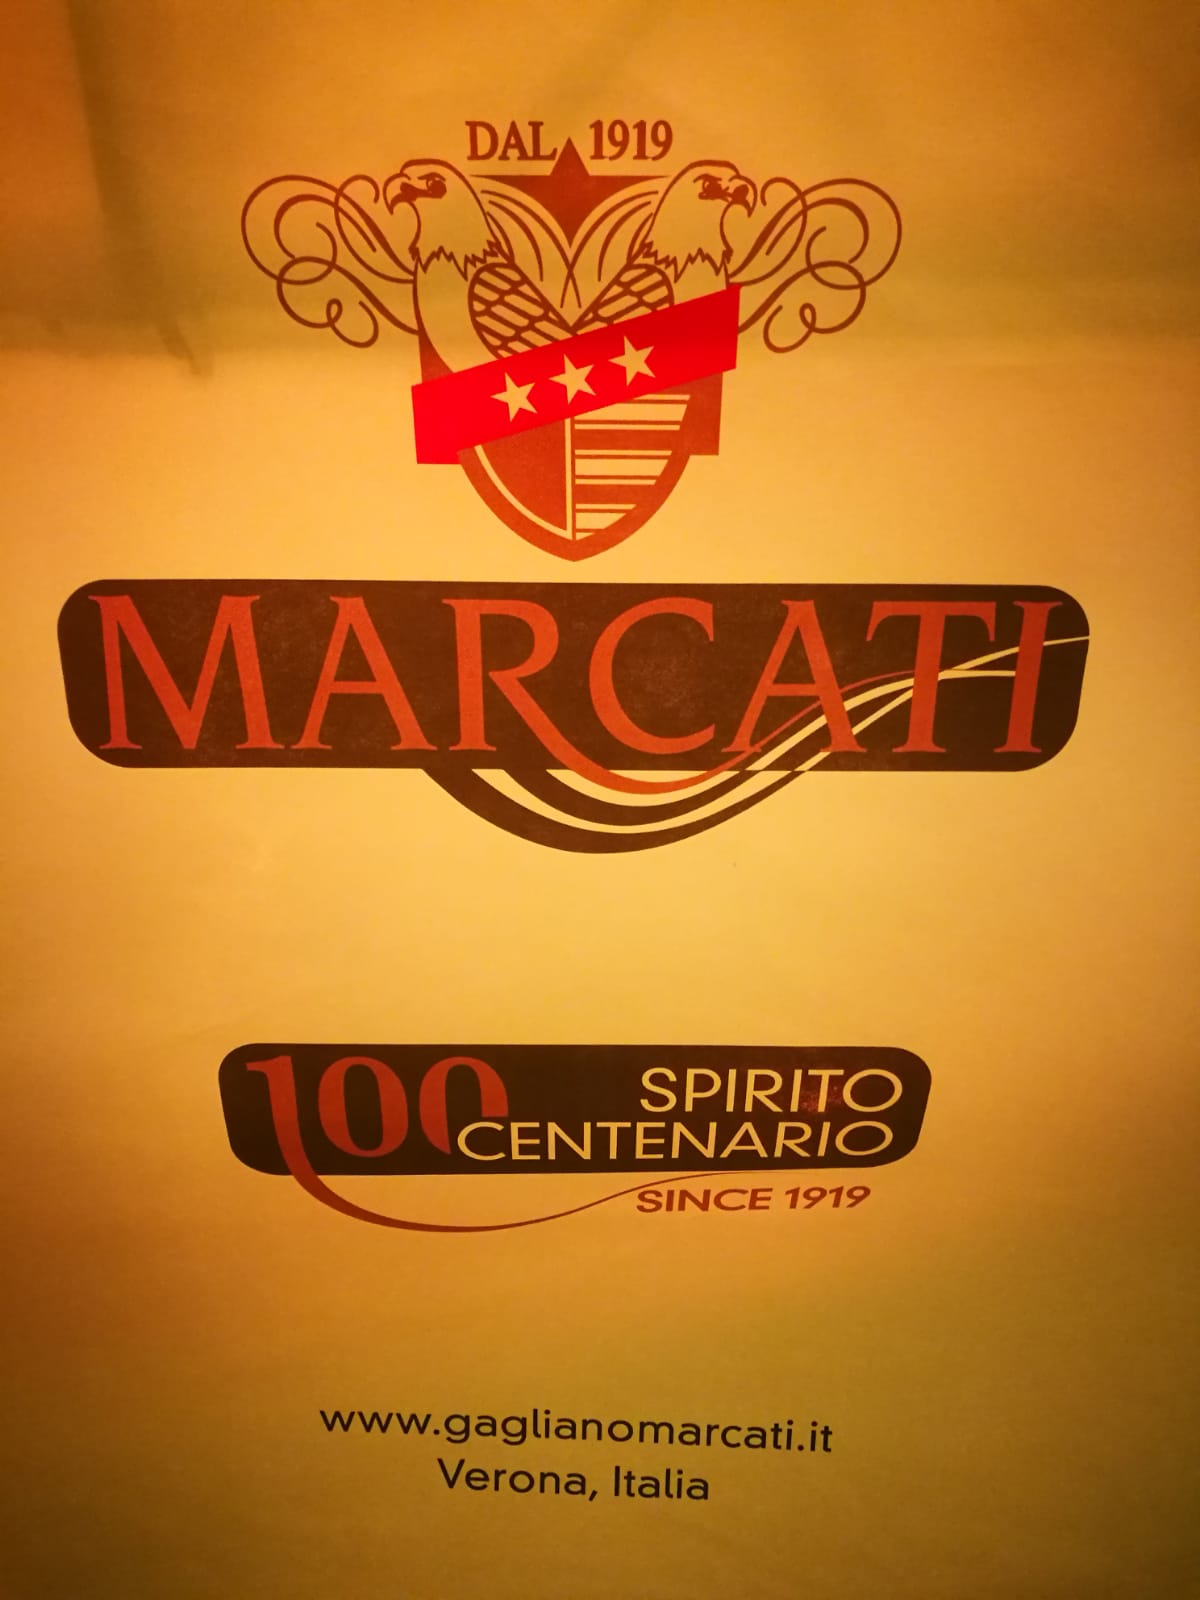 DAL 1919
MARCATI
100 SPIRITO
CENTENARIO
SINCE 1919
www.gaglianomarcati.it
Verona, Italia